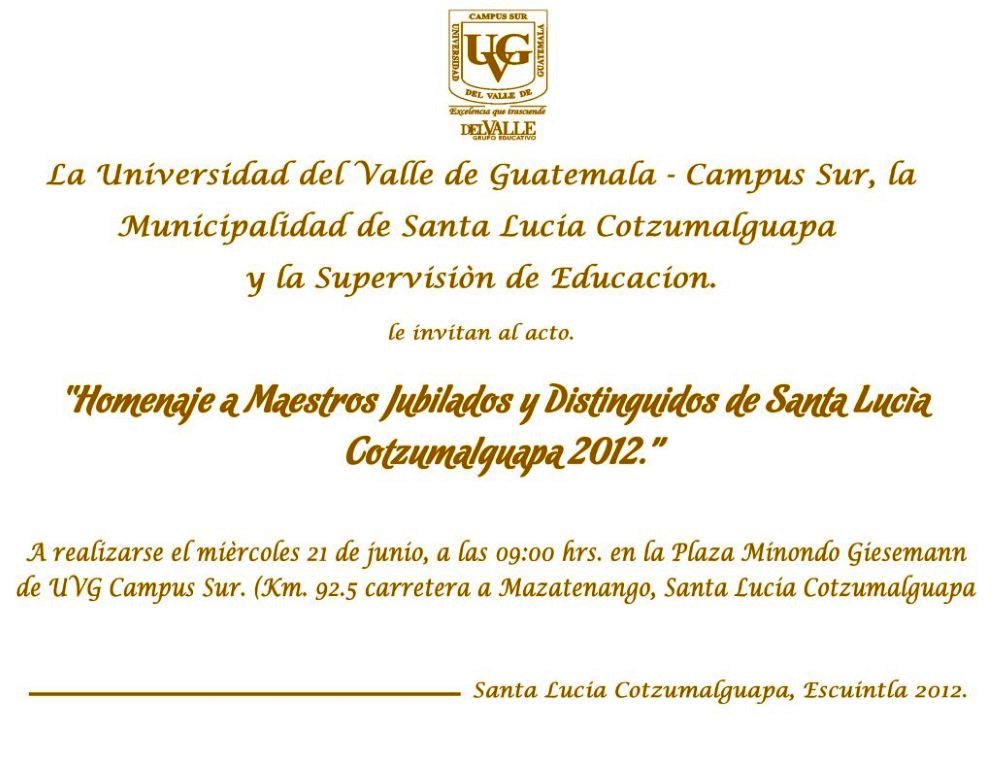 CAMPUS SUR
UNIVERSIDAD
UVG
GUATEMALA
DEL VALLE DE
Excelencia que trasciende
DELVALLE
GRUPO EDUCATIVO
La Universidad del Valle de Guatemala - Campus Sur, la
Municipalidad de Santa Lucia Cotzumalguapa
y la Supervisiòn de Educacion.
le invitan al acto.
"Homenaje a Maestros Jubilados y Distinguidos de Santa Lucìa
Cotzumalguapa 2012."
A realizarse el mièrcoles 21 de junio, a las 09:00 hrs. en la Plaza Minondo Giesemann
de UVG Campus Sur. (Km. 92.5 carretera a Mazatenango, Santa Lucía Cotzumalguapa
Santa Lucía Cotzumalguapa, Escuintla 2012.